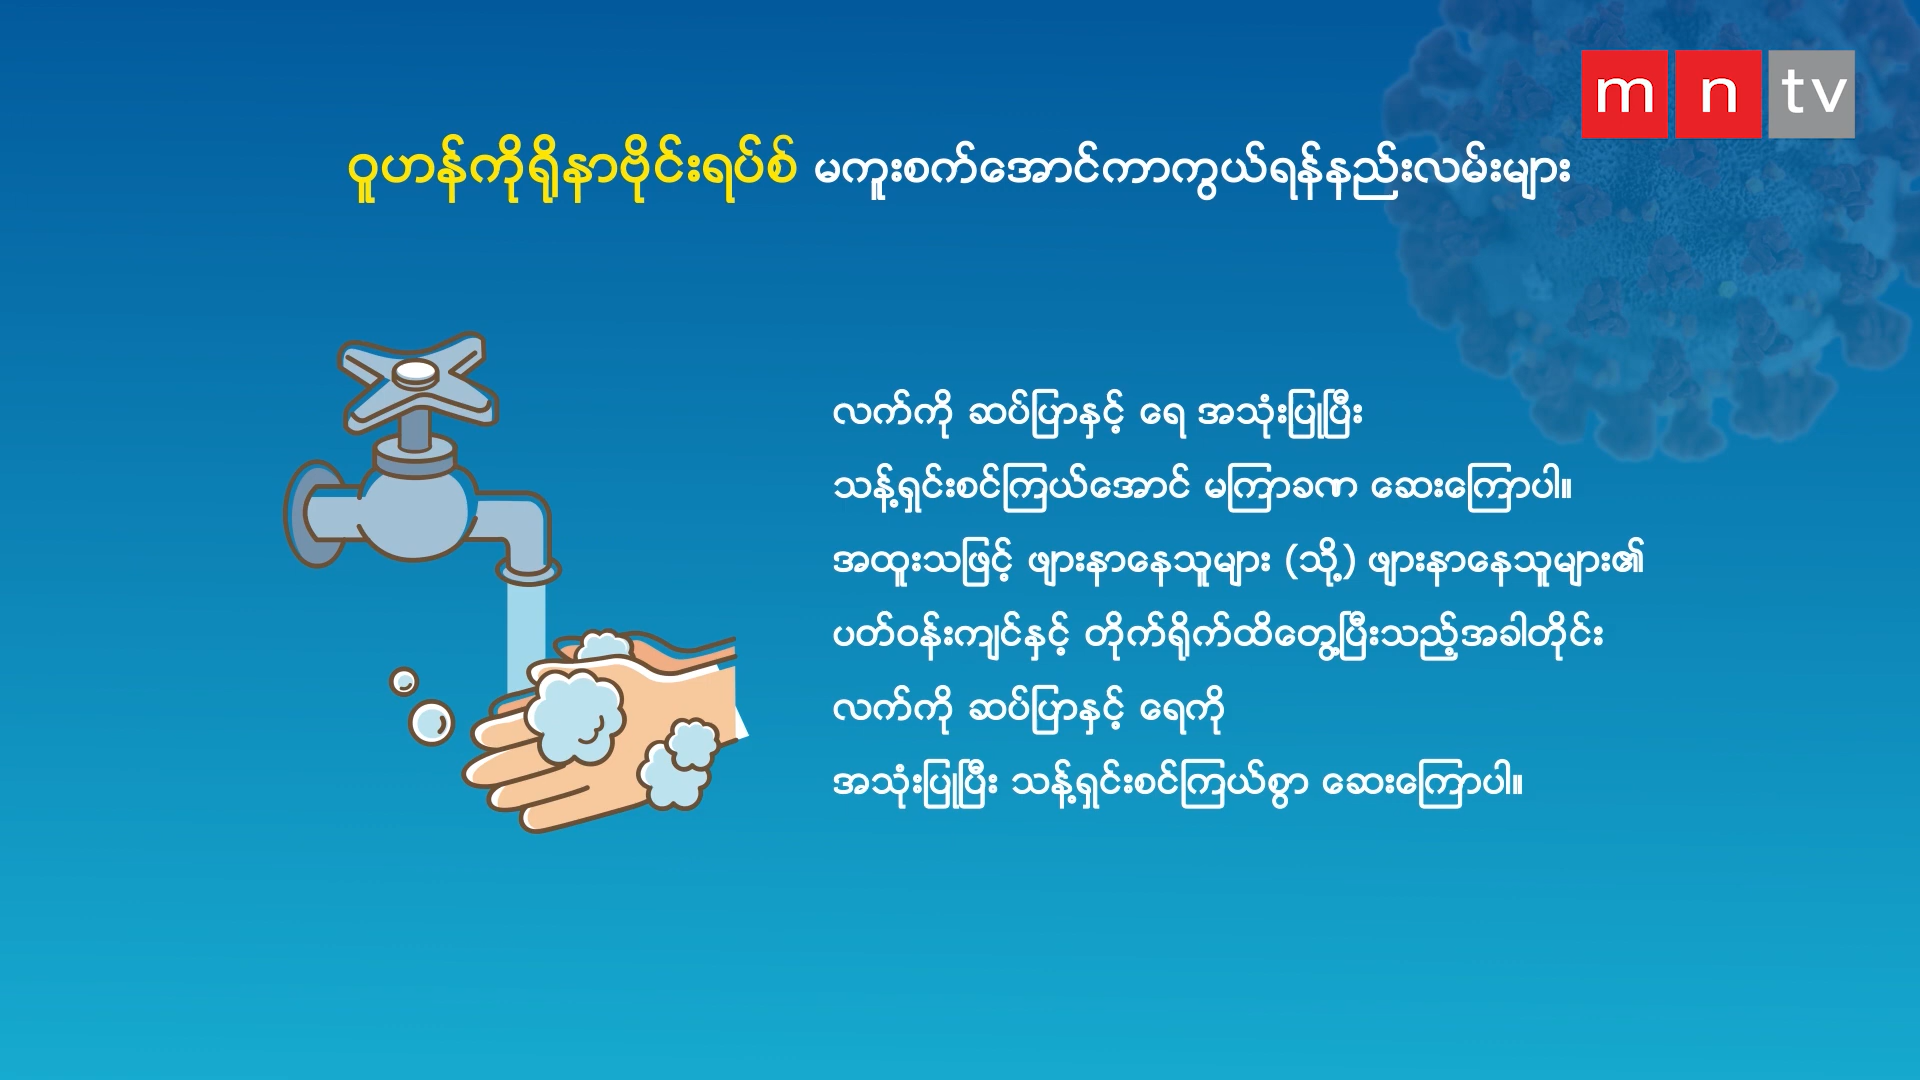 mntv
ဝူဟန်ကိုရိုနာဗိုင်းရပ်စ် မကူးစက်အောင်ကာကွယ်ရန်နည်းလမ်းများ
လက်ကို ဆပ်ပြာနှင့် ရေ အသုံးပြုပြီး
သန့်ရှင်းစင်ကြယ်အောင် မကြာခဏ ဆေးကြောပါ။
အထူးသဖြင့် ဖျားနာနေသူများ (သို့) ဖျားနာနေသူများ၏
ပတ်ဝန်းကျင်နှင့် တိုက်ရိုက်ထိတွေ့ပြီးသည့်အခါတိုင်း
လက်ကို ဆပ်ပြာနှင့် ရေကို
အသုံးပြုပြီး သန့်ရှင်းစင်ကြယ်စွာ ဆေးကြောပါ။